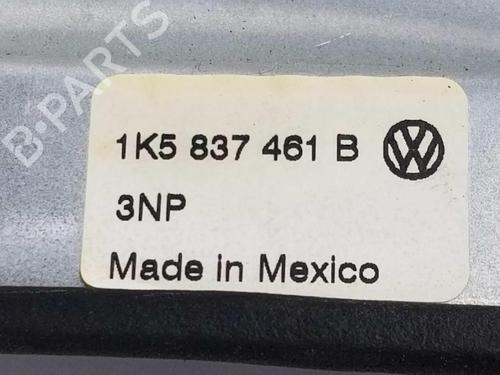 B-PARTS
1K5 837 461 B
3NP
Made in Mexico